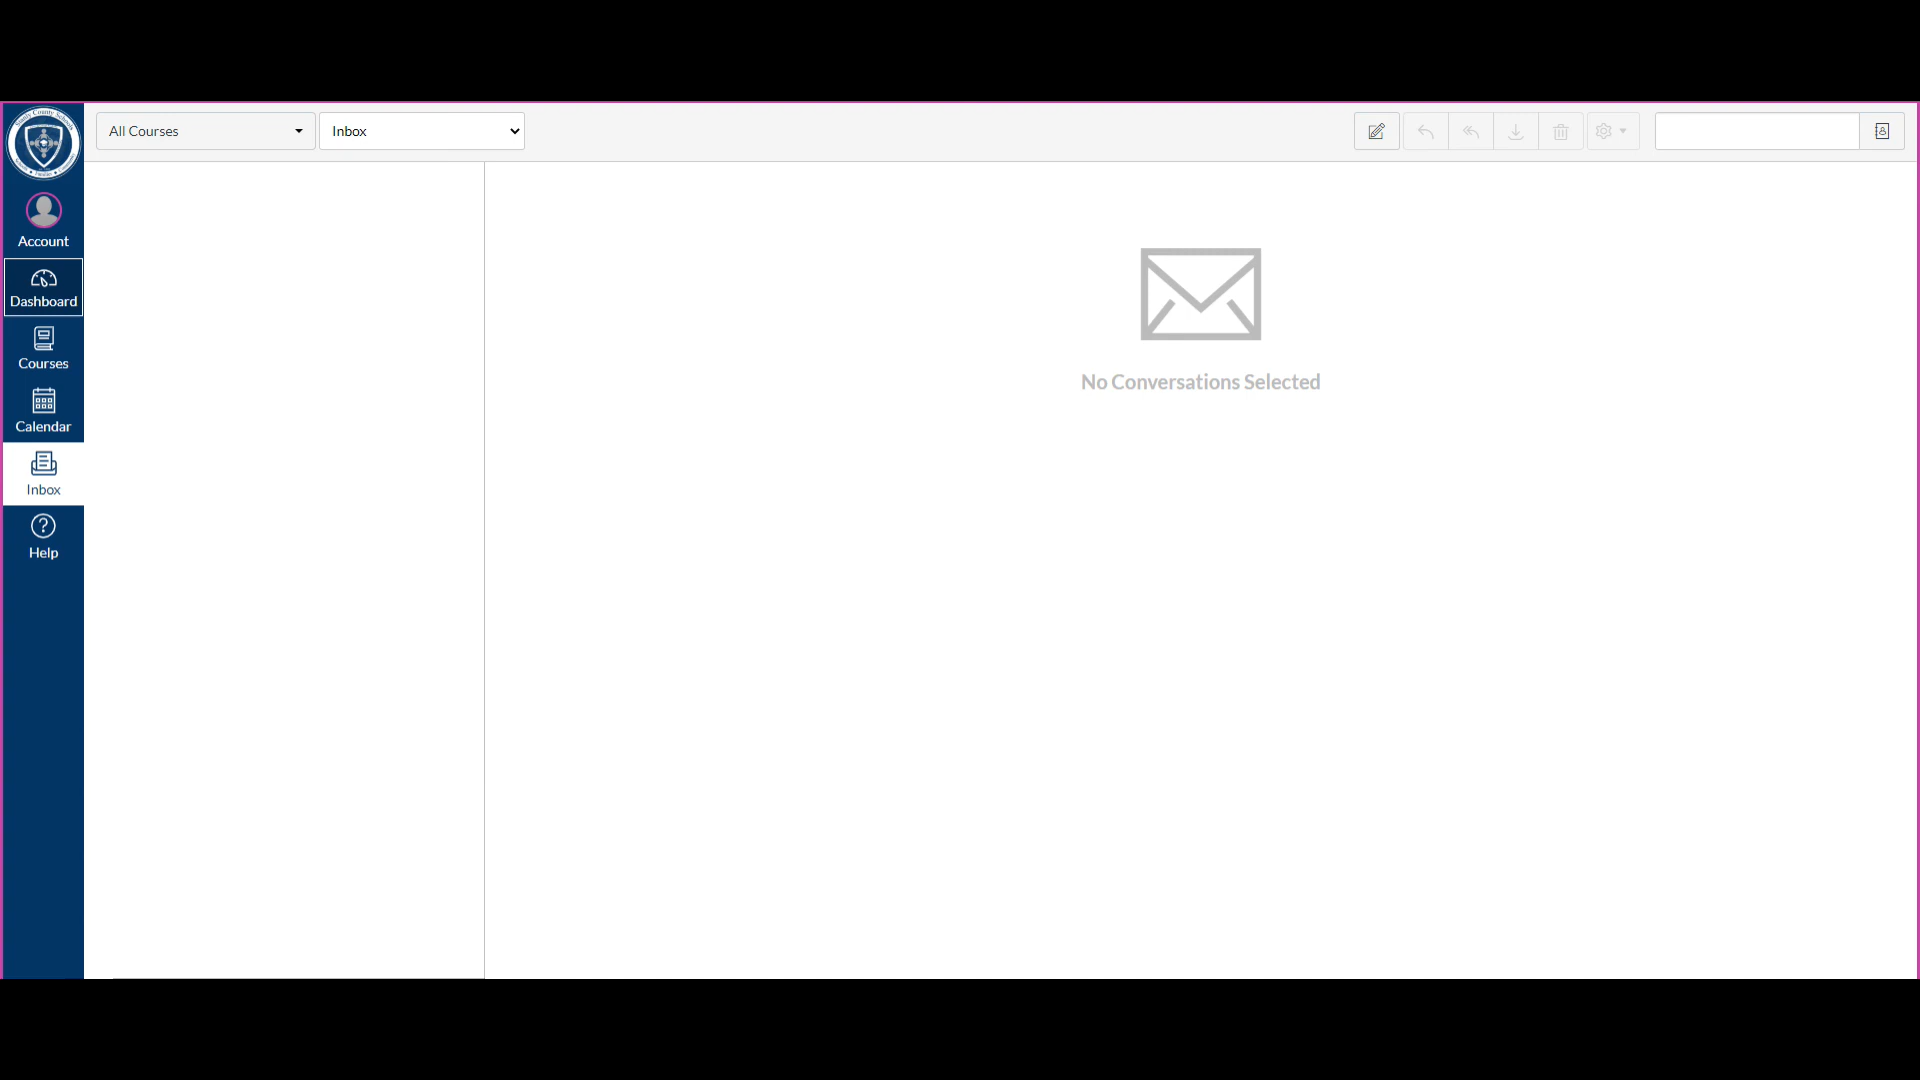 All Courses
Inbox
Account
Dashboard
Courses
Calendar
Inbox
Help
No Conversations Selected